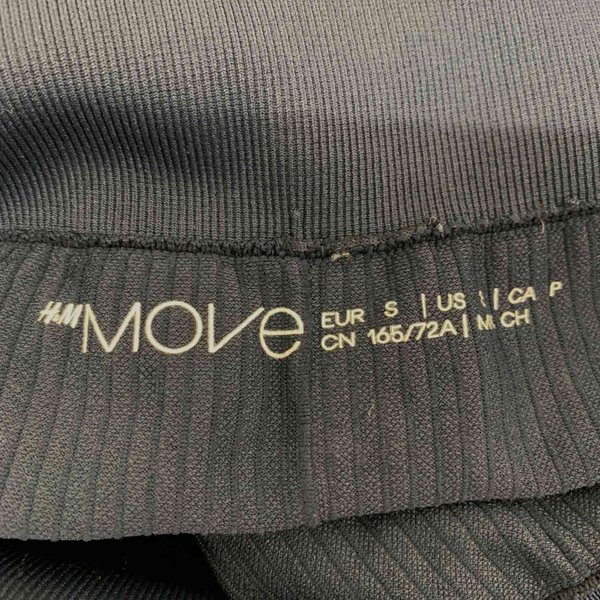 H&M MOVE
EUR S | US | CA P
CN 165/72A | M CH